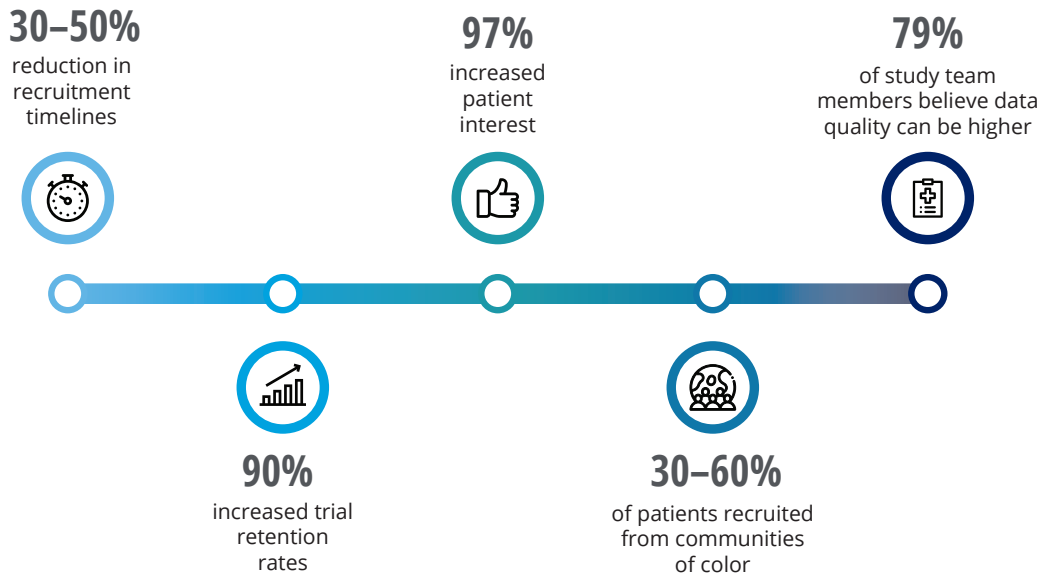 30–50%
reduction in
recruitment
timelines
97%
increased
patient
interest
79%
of study team
members believe data
quality can be higher
90%
increased trial
retention
rates
30–60%
of patients recruited
from communities
of color